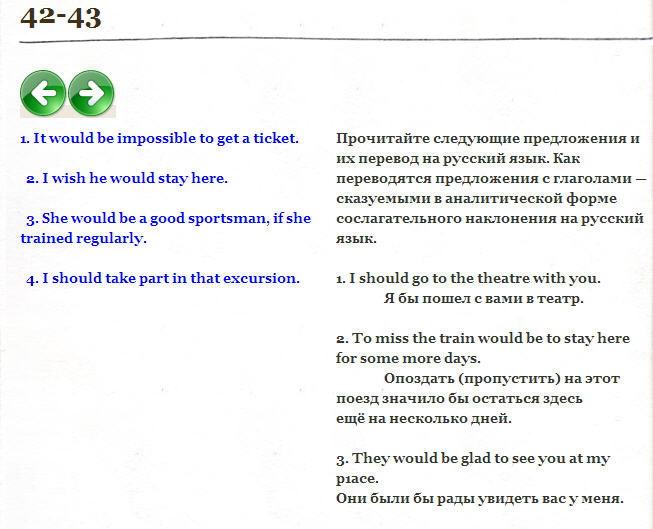 42-43
1. It would be impossible to get a ticket.
2. I wish he would stay here.
3. She would be a good sportsman, if she
trained regularly.
4. I should take part in that excursion.
Прочитайте следующие предложения и
их перевод на русский язык. Как
переводятся предложения с глаголами —
сказуемыми в аналитической форме
сослагательного наклонения на русский
язык.
1. I should go to the theatre with you.
Я бы пошел с вами в театр.
2. To miss the train would be to stay here
for some more days.
Опоздать (пропустить) на этот
поезд значило бы остаться здесь
ещё на несколько дней.
3. They would be glad to see you at my
p1ace.
Они были бы рады увидеть вас у меня.